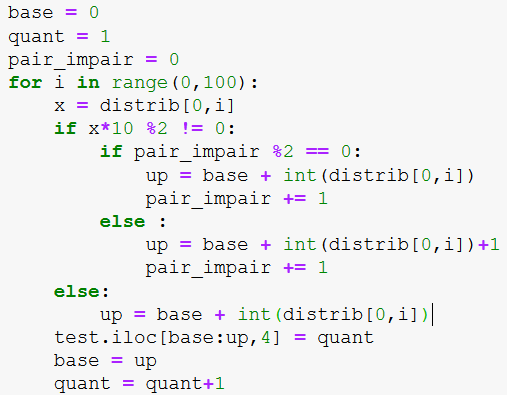 base = 0
quant = 1
pair_impair = 0
for i in range(0,100):
    x = distrib[0,i]
    if x*10 %2 != 0:
        if pair_impair %2 == 0:
            up = base + int(distrib[0,i])
            pair_impair += 1
        else :
            up = base + int(distrib[0,i])+1
            pair_impair += 1
    else:
        up = base + int(distrib[0,i])
    test.iloc[base:up,4] = quant
    base = up
    quant = quant+1